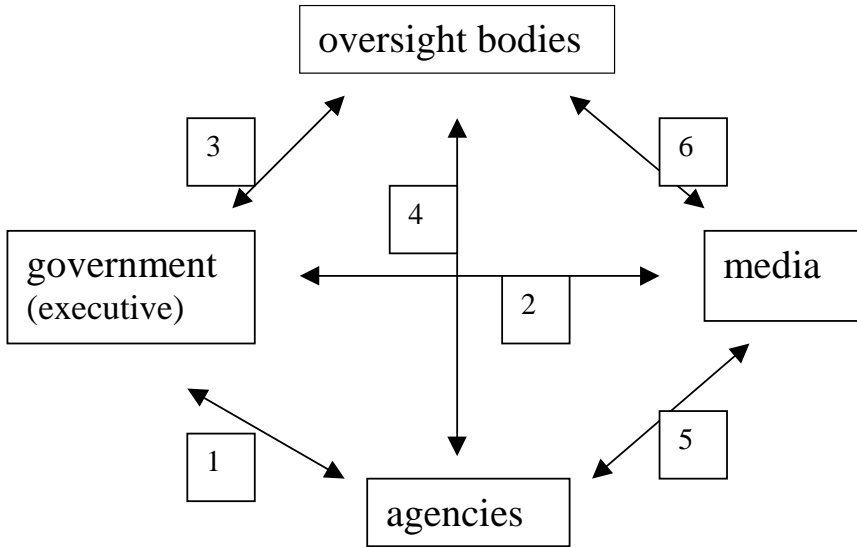 oversight bodies
3
6
4
government
(executive)
media
2
1
5
agencies